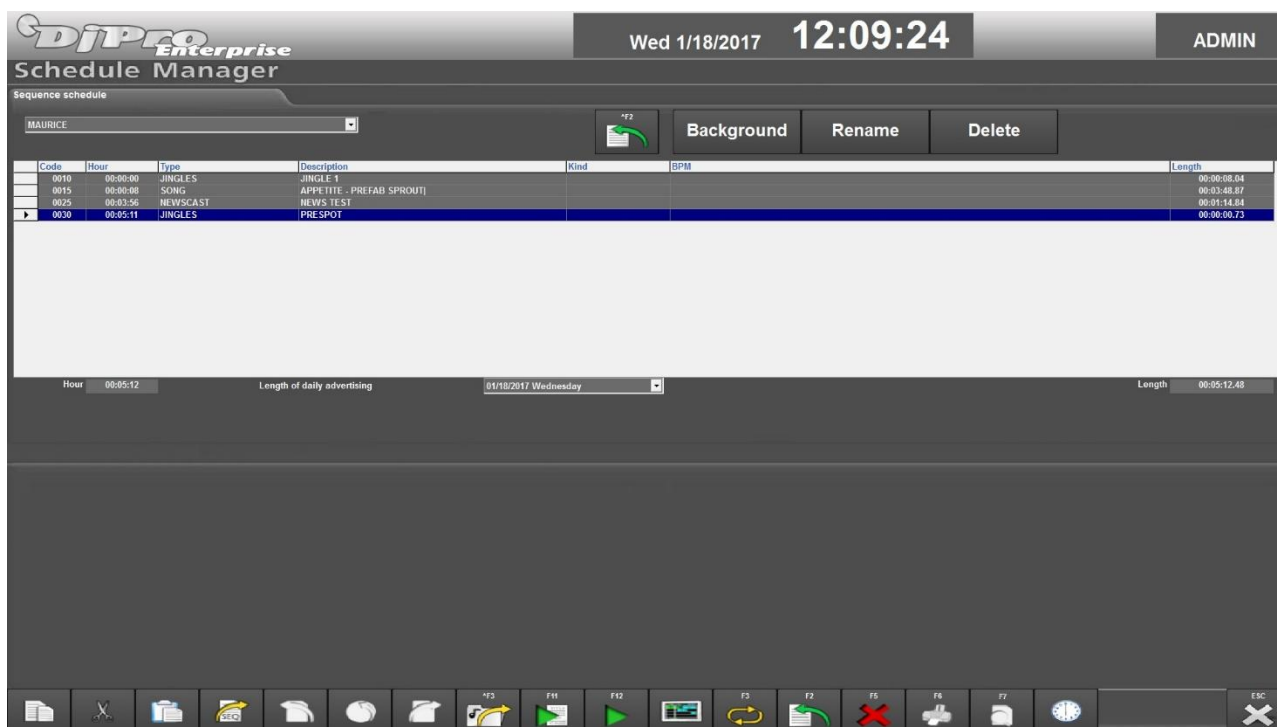 DJPro
Enterprise
Schedule Manager
Wed 1/18/2017 12:09:24
ADMIN
Sequence schedule
MAURICE
^F2
Background Rename Delete
Code Hour Type Description Kind BPM Length
0010 00:00:00 JINGLES JINGLE 1 00:00:08.04
0015 00:00:08 SONG APPETITE - PREFAB SPROUT| 00:03:48.87
0025 00:03:56 NEWSCAST NEWS TEST 00:01:14.84
0030 00:05:11 JINGLES PRESPOT 00:00:00.73
Hour 00:05:12 Length of daily advertising 01/18/2017 Wednesday Length 00:05:12.48
^F3 F11 F12 F3 F2 F5 F6 F7 ESC
SEQ